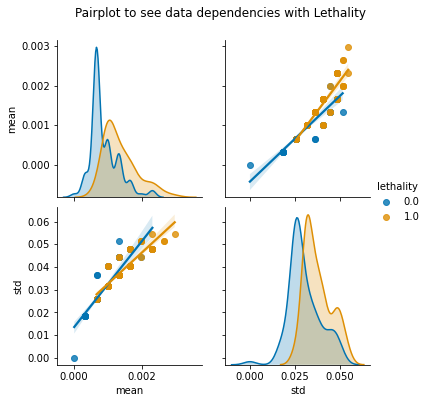 Pairplot to see data dependencies with Lethality
0.003
0.002
0.001
0.000
mean
lethality
0.0
1.0
0.06
0.05
0.04
0.03
0.02
0.01
0.00
std
0.000 0.002
mean
0.000 0.025 0.050
std